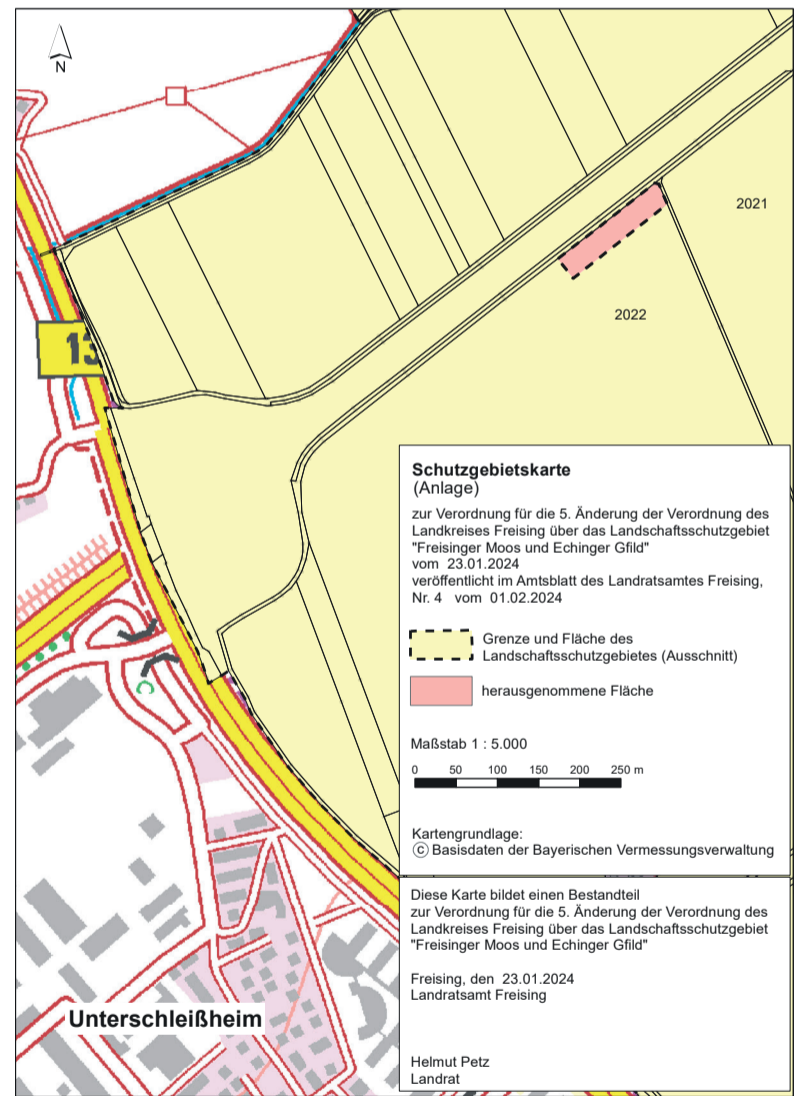 N
2021
2022
13
Schutzgebietskarte
(Anlage)
zur Verordnung für die 5. Änderung der Verordnung des
Landkreises Freising über das Landschaftsschutzgebiet
"Freisinger Moos und Echinger Gfild"
vom 23.01.2024
veröffentlicht im Amtsblatt des Landratsamtes Freising,
Nr. 4 vom 01.02.2024
Grenze und Fläche des
Landschaftsschutzgebietes (Ausschnitt)
herausgenommene Fläche
Maßstab 1 : 5.000
0 50 100 150 200 250 m
Kartengrundlage:
© Basisdaten der Bayerischen Vermessungsverwaltung
Diese Karte bildet einen Bestandteil
zur Verordnung für die 5. Änderung der Verordnung des
Landkreises Freising über das Landschaftsschutzgebiet
"Freisinger Moos und Echinger Gfild"
Freising, den 23.01.2024
Landratsamt Freising
Helmut Petz
Landrat
Unterschleißheim